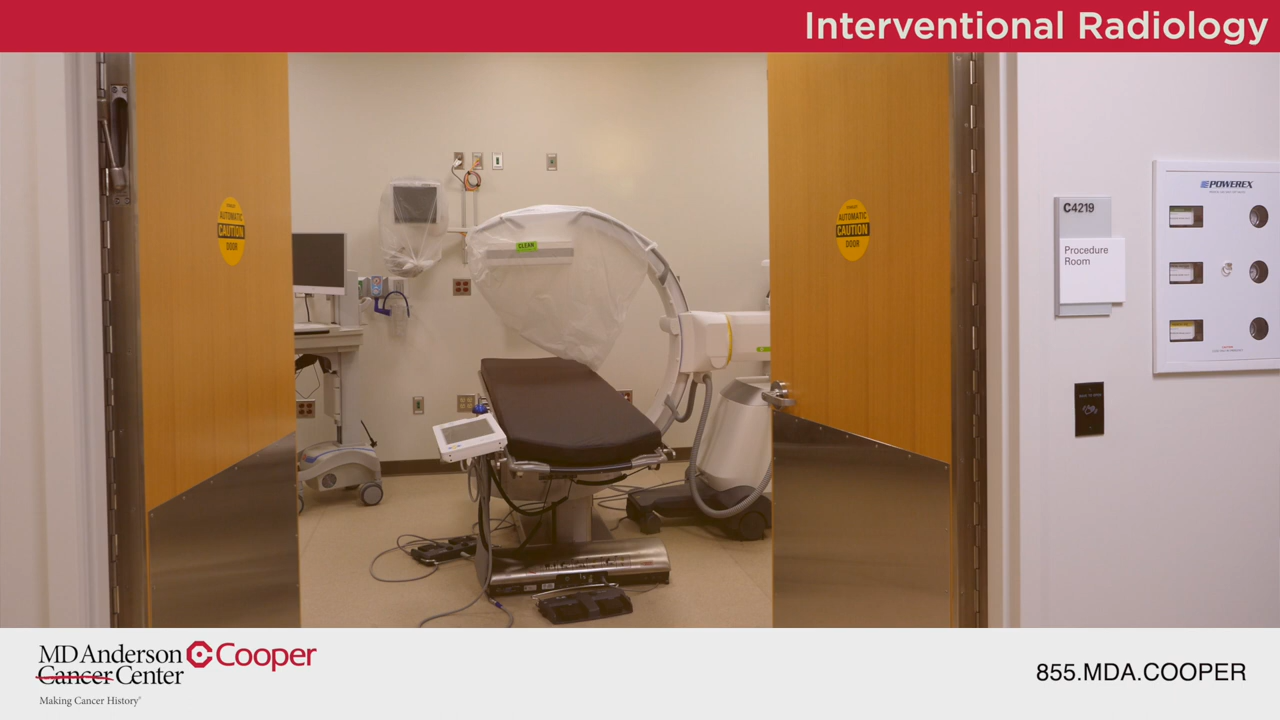 Interventional Radiology
AUTOMATIC
CAUTION
DOOR
CLEAN
AUTOMATIC
CAUTION
DOOR
C4219
Procedure
Room
POWEREX
MD Anderson Cooper
Cancer Center
Making Cancer History®
855.MDA.COOPER